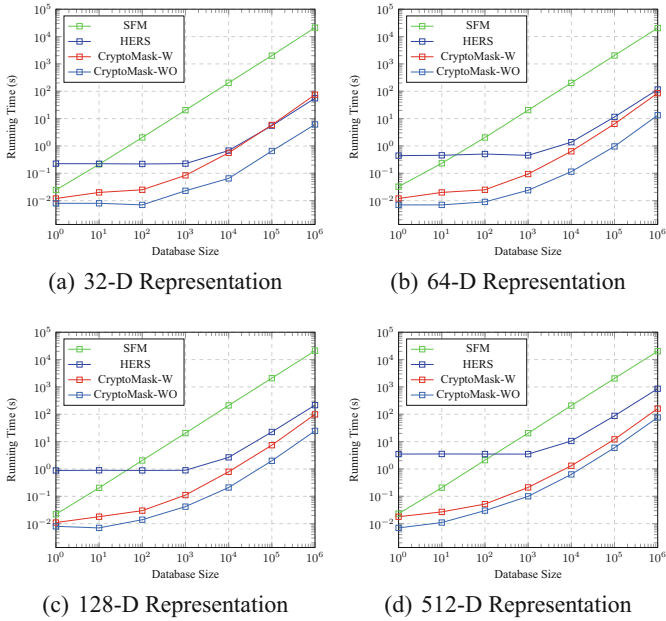 10^5
10^4
10^3
10^2
10^1
10^0
10^-1
10^-2
Running Time (s)
SFM
HERS
CryptoMask-W
CryptoMask-WO
10^0 10^1 10^2 10^3 10^4 10^5 10^6
Database Size
(a) 32-D Representation
10^5
10^4
10^3
10^2
10^1
10^0
10^-1
10^-2
Running Time (s)
SFM
HERS
CryptoMask-W
CryptoMask-WO
10^0 10^1 10^2 10^3 10^4 10^5 10^6
Database Size
(b) 64-D Representation
10^5
10^4
10^3
10^2
10^1
10^0
10^-1
10^-2
Running Time (s)
SFM
HERS
CryptoMask-W
CryptoMask-WO
10^0 10^1 10^2 10^3 10^4 10^5 10^6
Database Size
(c) 128-D Representation
10^5
10^4
10^3
10^2
10^1
10^0
10^-1
10^-2
Running Time (s)
SFM
HERS
CryptoMask-W
CryptoMask-WO
10^0 10^1 10^2 10^3 10^4 10^5 10^6
Database Size
(d) 512-D Representation